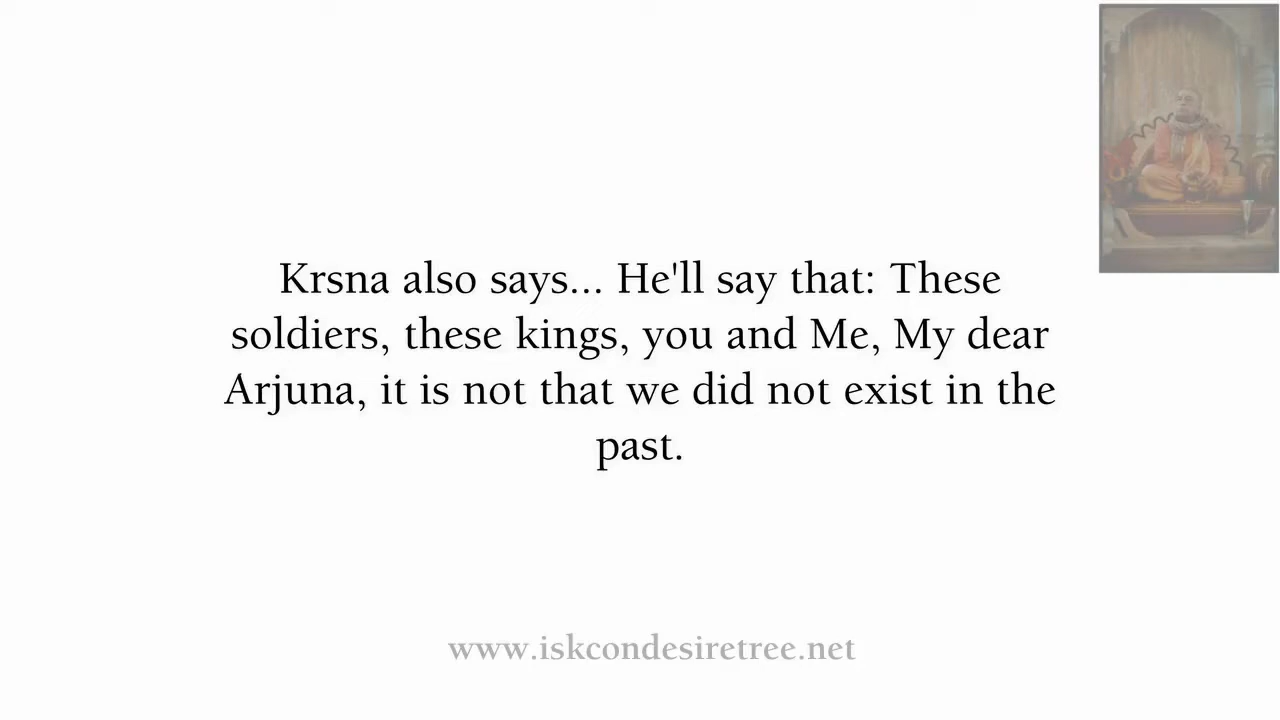 Krsna also says... He'll say that: These
soldiers, these kings, you and Me, My dear
Arjuna, it is not that we did not exist in the
past.
www.iskcondesiretree.net